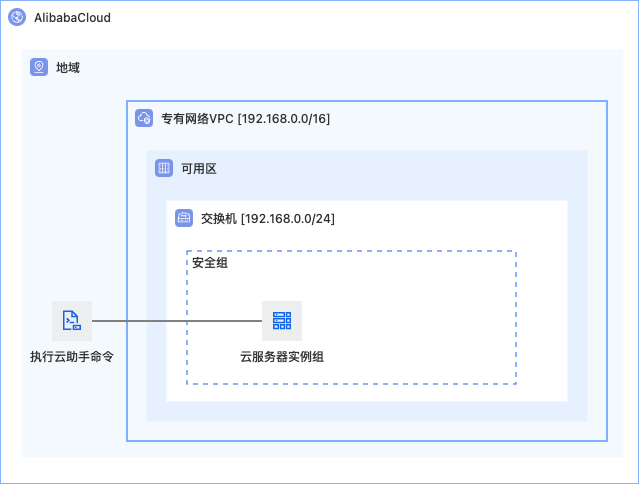 AlibabaCloud
地域
专有网络VPC [192.168.0.0/16]
可用区
交换机 [192.168.0.0/24]
安全组
执行云助手命令
云服务器实例组